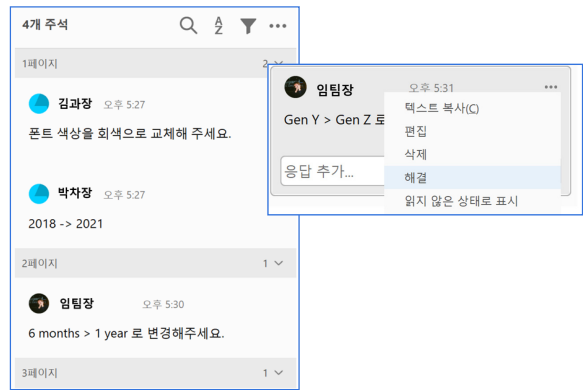 4개 주석
1페이지 2
김과장 오후 5:27
폰트 색상을 회색으로 교체해 주세요.
박차장 오후 5:27
2018 -> 2021
2페이지 1
임팀장 오후 5:30
6 months > 1 year 로 변경해주세요.
3페이지 1
임팀장 오후 5:31
Gen Y > Gen Z 로
응답 추가...
텍스트 복사(C)
편집
삭제
해결
읽지 않은 상태로 표시